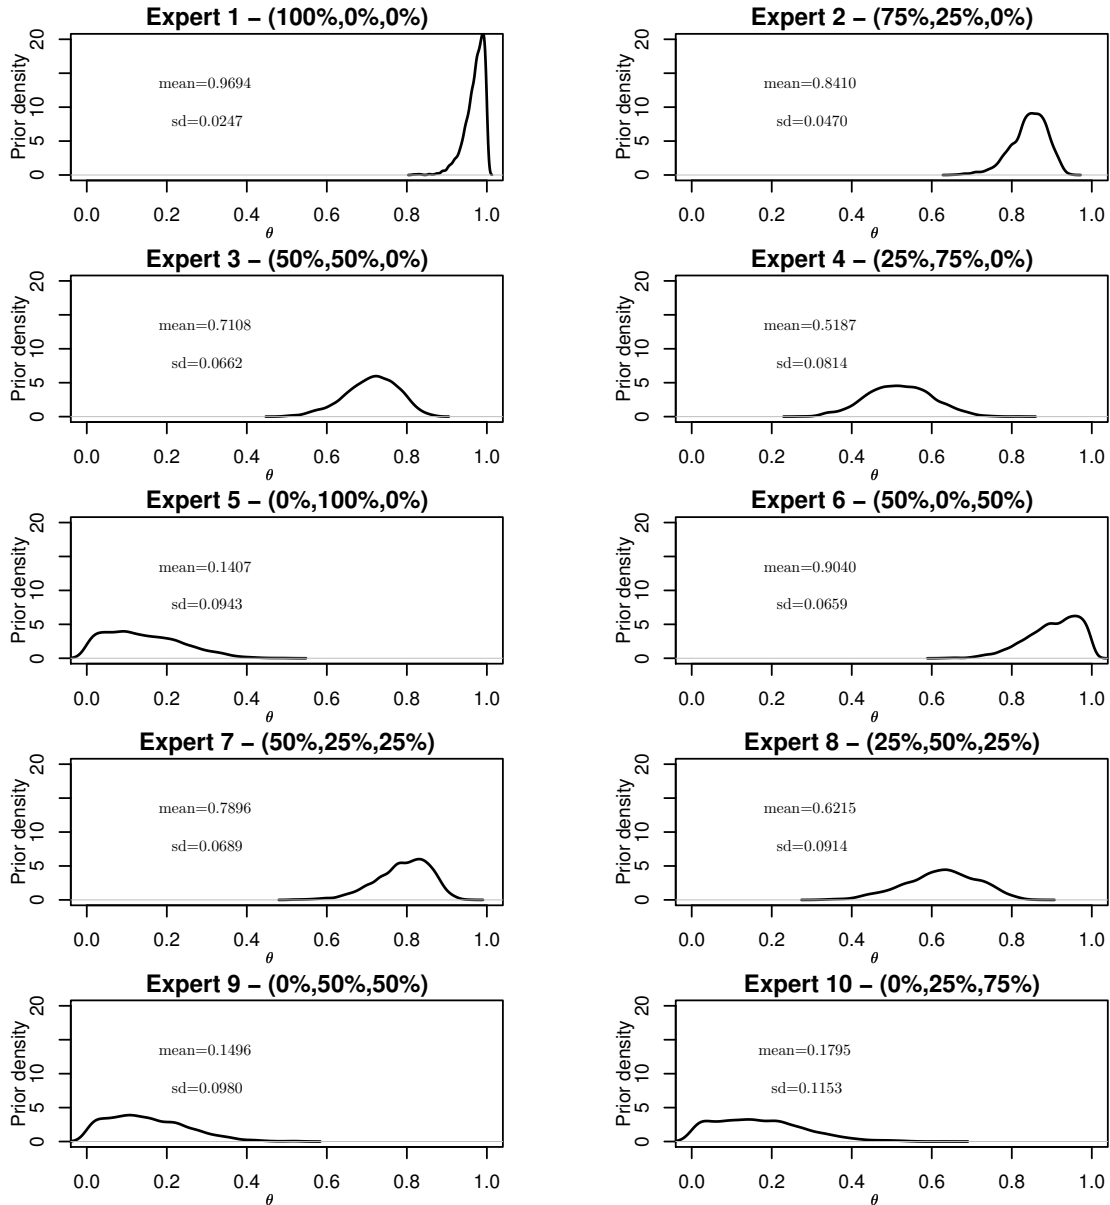 Expert 1 − (100%,0%,0%)
Prior density
0 5 10 20
mean=0.9694
sd=0.0247
0.0 0.2 0.4 0.6 0.8 1.0
θ
Expert 2 − (75%,25%,0%)
Prior density
0 5 10 20
mean=0.8410
sd=0.0470
0.0 0.2 0.4 0.6 0.8 1.0
θ
Expert 3 − (50%,50%,0%)
Prior density
0 5 10 20
mean=0.7108
sd=0.0662
0.0 0.2 0.4 0.6 0.8 1.0
θ
Expert 4 − (25%,75%,0%)
Prior density
0 5 10 20
mean=0.5187
sd=0.0814
0.0 0.2 0.4 0.6 0.8 1.0
θ
Expert 5 − (0%,100%,0%)
Prior density
0 5 10 20
mean=0.1407
sd=0.0943
0.0 0.2 0.4 0.6 0.8 1.0
θ
Expert 6 − (50%,0%,50%)
Prior density
0 5 10 20
mean=0.9040
sd=0.0659
0.0 0.2 0.4 0.6 0.8 1.0
θ
Expert 7 − (50%,25%,25%)
Prior density
0 5 10 20
mean=0.7896
sd=0.0689
0.0 0.2 0.4 0.6 0.8 1.0
θ
Expert 8 − (25%,50%,25%)
Prior density
0 5 10 20
mean=0.6215
sd=0.0914
0.0 0.2 0.4 0.6 0.8 1.0
θ
Expert 9 − (0%,50%,50%)
Prior density
0 5 10 20
mean=0.1496
sd=0.0980
0.0 0.2 0.4 0.6 0.8 1.0
θ
Expert 10 − (0%,25%,75%)
Prior density
0 5 10 20
mean=0.1795
sd=0.1153
0.0 0.2 0.4 0.6 0.8 1.0
θ